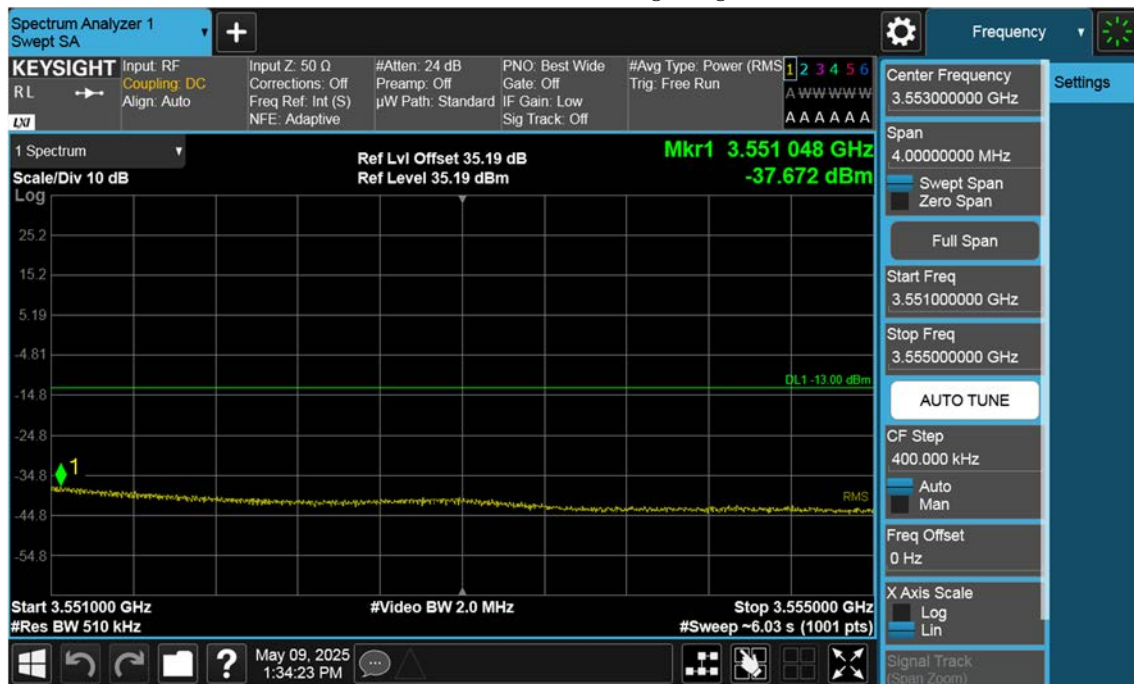 Spectrum Analyzer 1
Swept SA
+
Frequency
KEYSIGHT
RL
LXI
Input: RF
Coupling: DC
Align: Auto
Input Z: 50 Ω
Corrections: Off
Freq Ref: Int (S)
NFE: Adaptive
#Atten: 24 dB
Preamp: Off
µW Path: Standard
PNO: Best Wide
Gate: Off
IF Gain: Low
Sig Track: Off
#Avg Type: Power (RMS
Trig: Free Run
1 2 3 4 5 6
A W W W W W
A A A A A A
1 Spectrum
Scale/Div 10 dB
Ref Lvl Offset 35.19 dB
Ref Level 35.19 dBm
Mkr1 3.551 048 GHz
-37.672 dBm
Log
25.2
15.2
5.19
-4.81
DL1 -13.00 dBm
-14.8
-24.8
1
-34.8
RMS
-44.8
-54.8
Start 3.551000 GHz
#Res BW 510 kHz
#Video BW 2.0 MHz
Stop 3.555000 GHz
#Sweep ~6.03 s (1001 pts)
?
May 09, 2025
1:34:23 PM
Center Frequency
3.553000000 GHz
Span
4.00000000 MHz
Swept Span
Zero Span
Full Span
Start Freq
3.551000000 GHz
Stop Freq
3.555000000 GHz
AUTO TUNE
CF Step
400.000 kHz
Auto
Man
Freq Offset
0 Hz
X Axis Scale
Log
Lin
Signal Track
(Span Zoom)
Settings